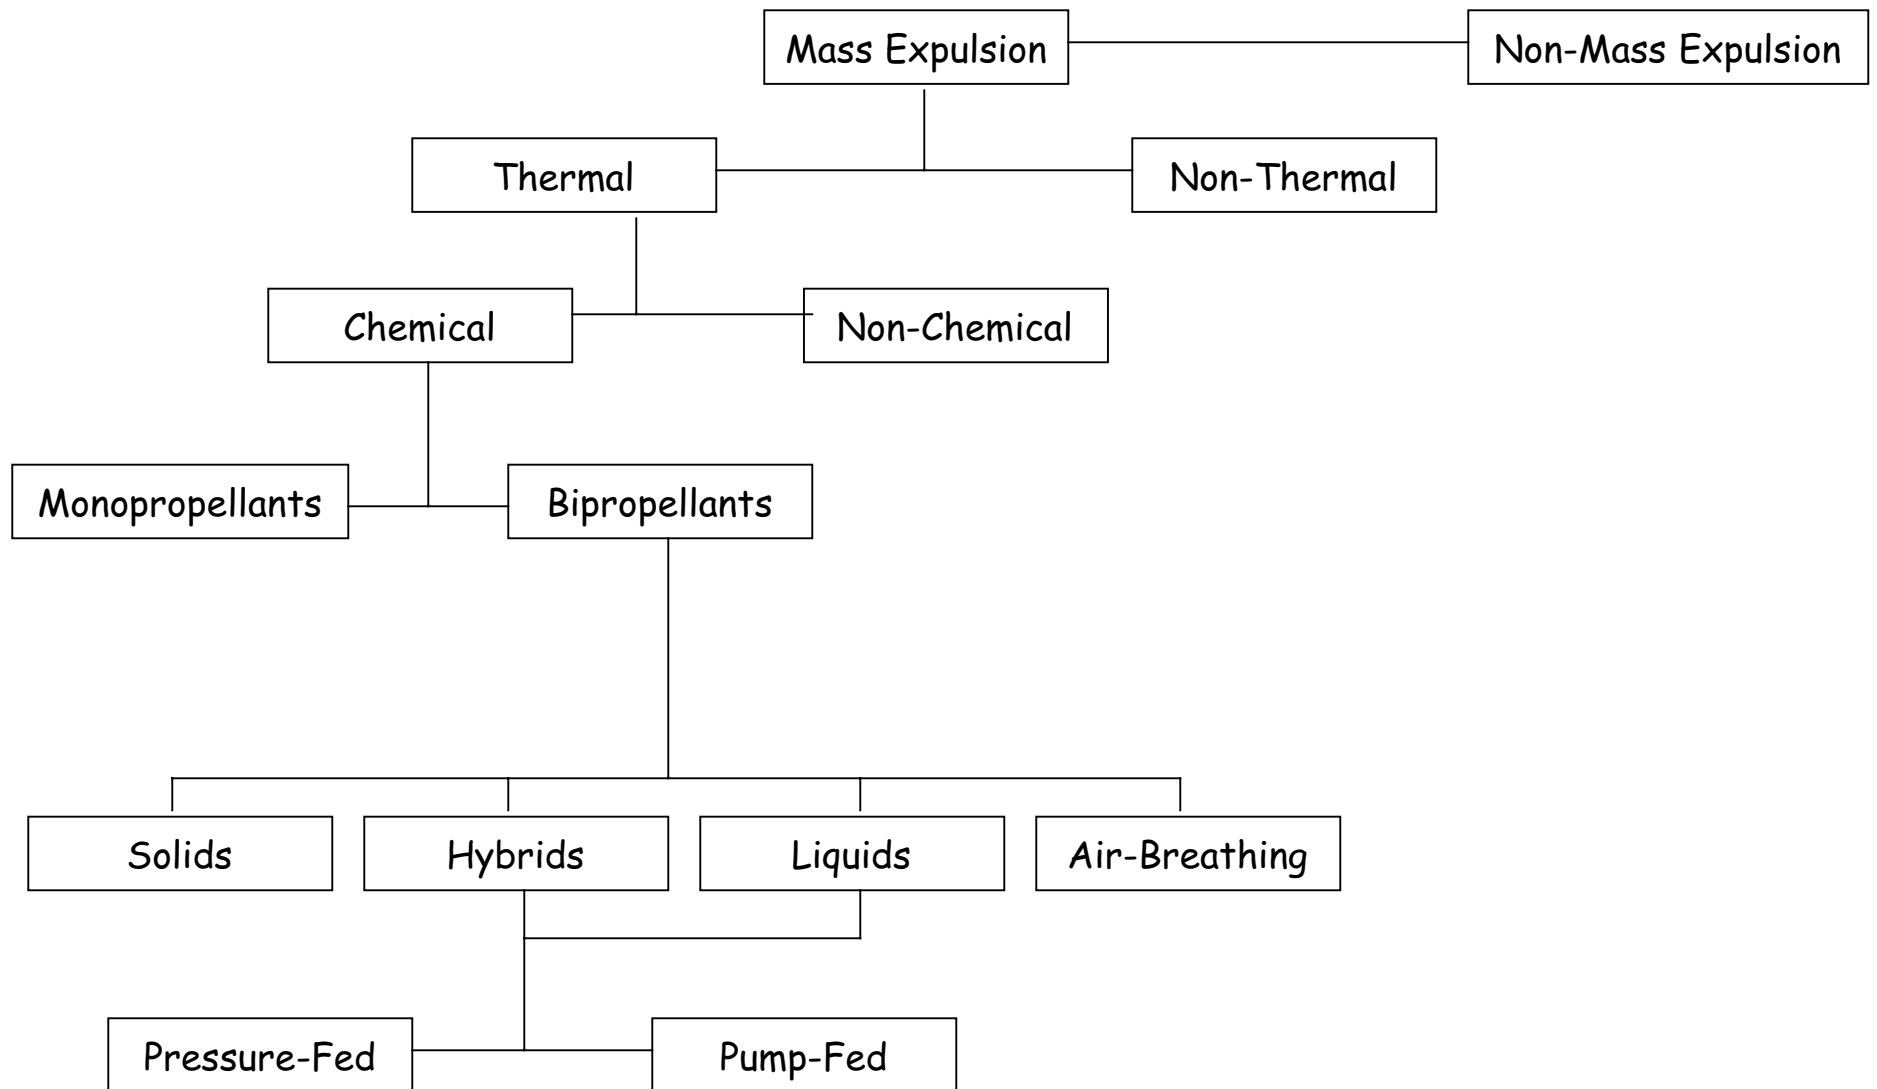 Mass Expulsion
Non-Mass Expulsion
Thermal
Non-Thermal
Chemical
Non-Chemical
Monopropellants
Bipropellants
Solids
Hybrids
Liquids
Air-Breathing
Pressure-Fed
Pump-Fed